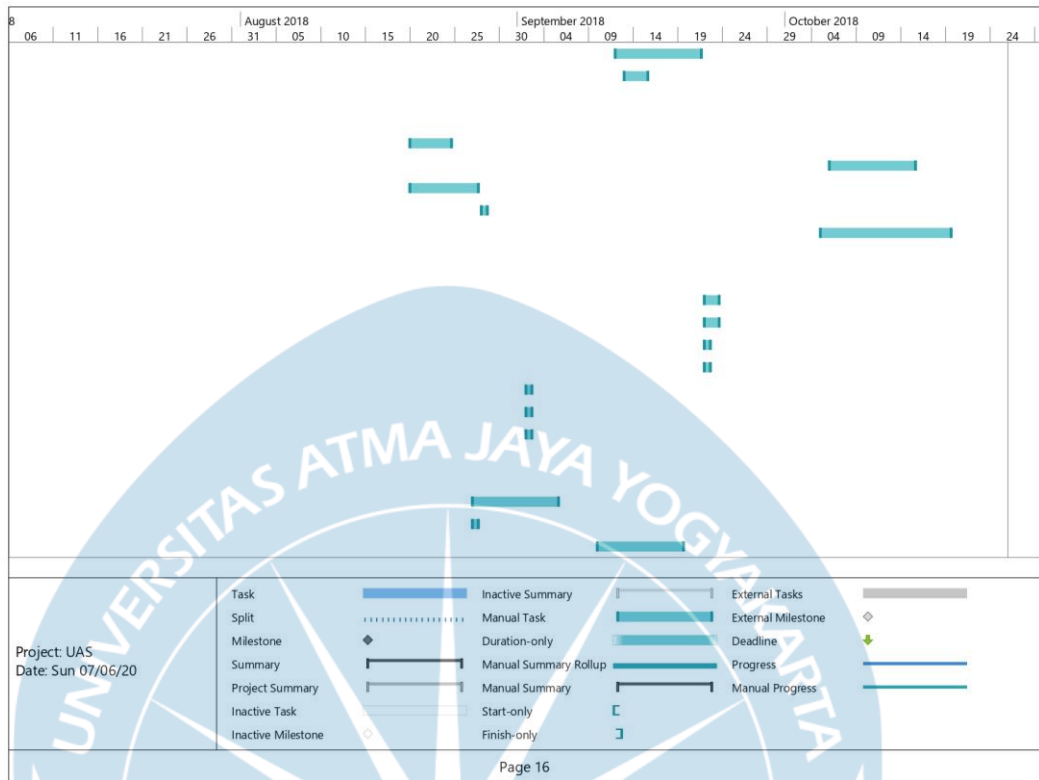 8 August 2018 September 2018 October 2018
06 11 16 21 26 31 05 10 15 20 25 30 04 09 14 19 24 29 04 09 14 19 24
UNIVERSITAS ATMA JAYA YOGYAKARTA
Project: UAS
Date: Sun 07/06/20
Task Inactive Summary External Tasks
Split Manual Task External Milestone
Milestone Duration-only Deadline
Summary Manual Summary Rollup Progress
Project Summary Manual Summary Manual Progress
Inactive Task Start-only
Inactive Milestone Finish-only
Page 16